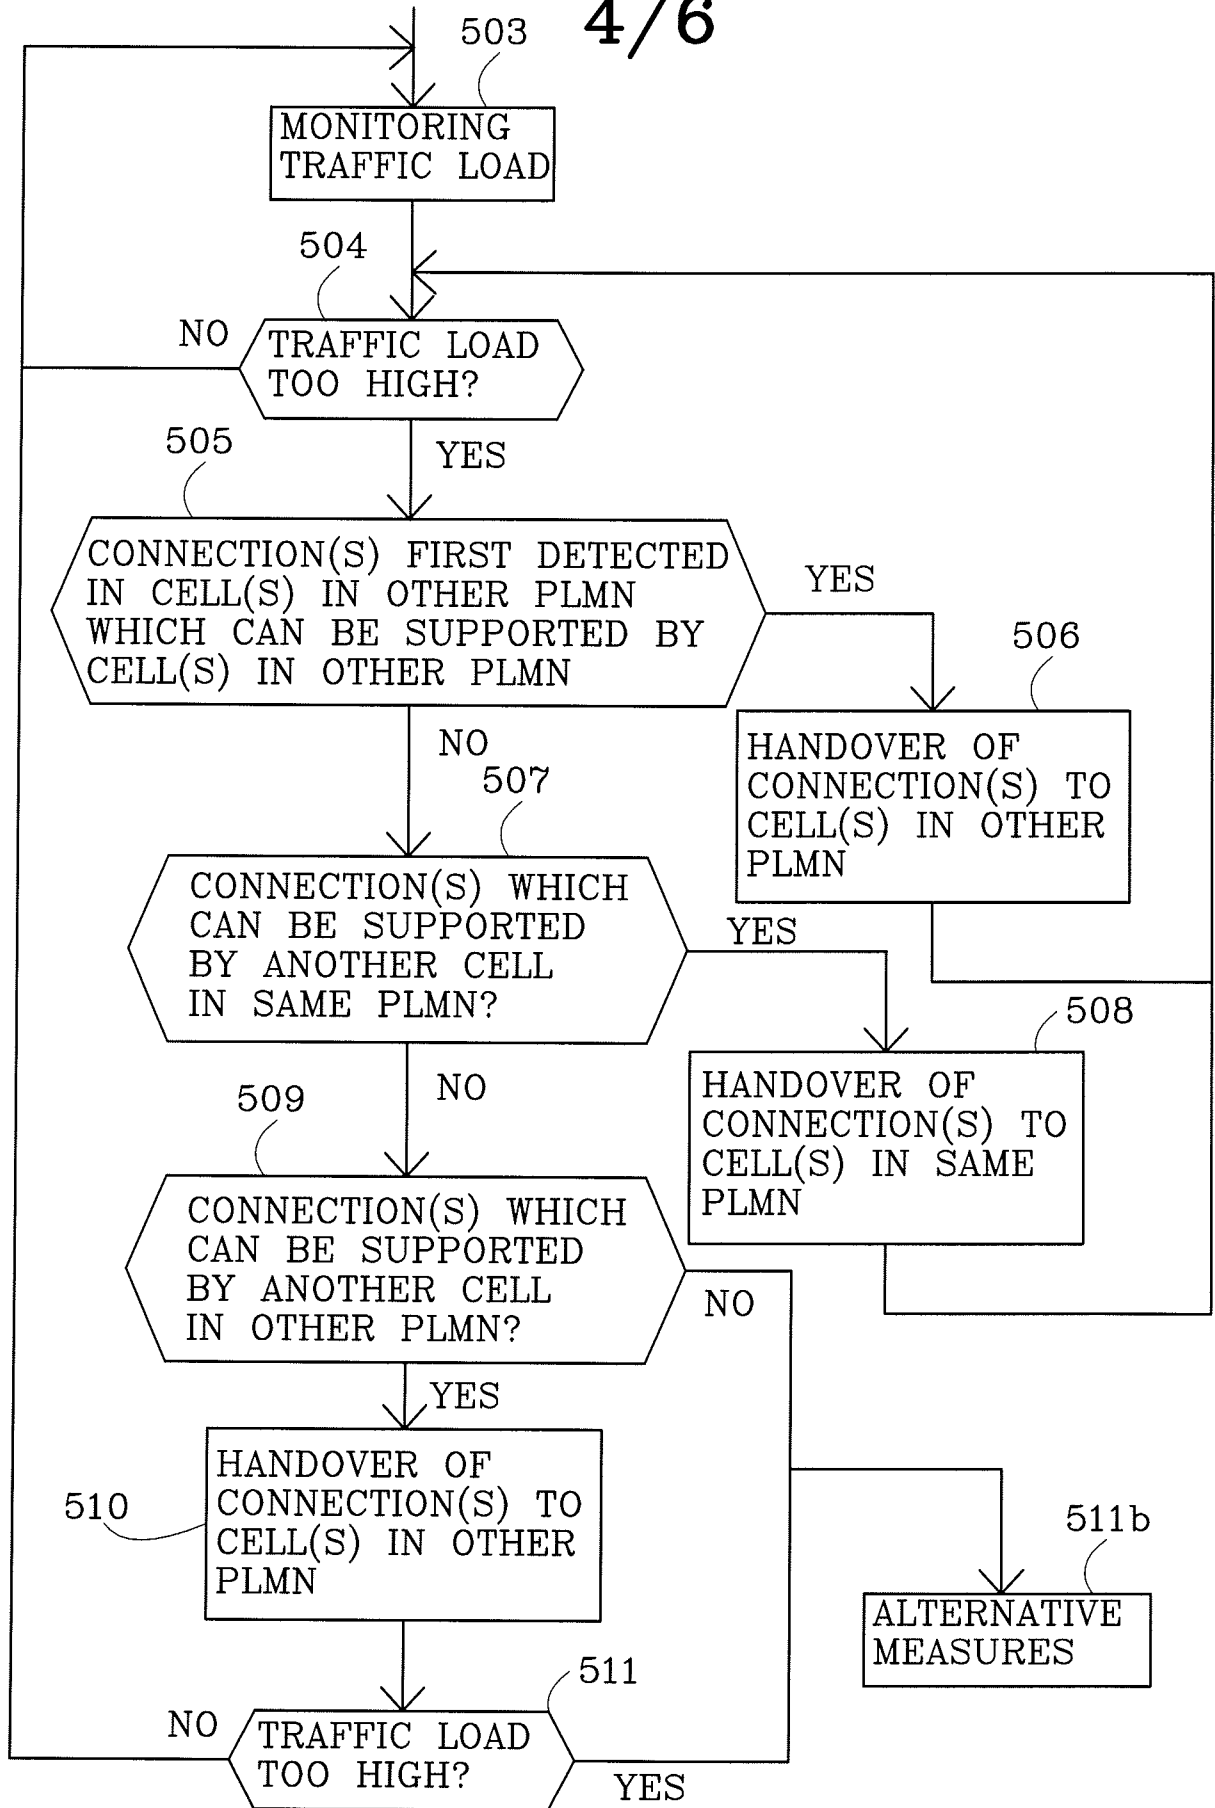 4/6
503
MONITORING
TRAFFIC LOAD
504
NO
TRAFFIC LOAD
TOO HIGH?
YES
505
CONNECTION(S) FIRST DETECTED
IN CELL(S) IN OTHER PLMN
WHICH CAN BE SUPPORTED BY
CELL(S) IN OTHER PLMN
YES
506
HANDOVER OF
CONNECTION(S) TO
CELL(S) IN OTHER
PLMN
NO
507
CONNECTION(S) WHICH
CAN BE SUPPORTED
BY ANOTHER CELL
IN SAME PLMN?
YES
508
HANDOVER OF
CONNECTION(S) TO
CELL(S) IN SAME
PLMN
NO
509
CONNECTION(S) WHICH
CAN BE SUPPORTED
BY ANOTHER CELL
IN OTHER PLMN?
NO
YES
510
HANDOVER OF
CONNECTION(S) TO
CELL(S) IN OTHER
PLMN
511b
ALTERNATIVE
MEASURES
511
NO
TRAFFIC LOAD
TOO HIGH?
YES